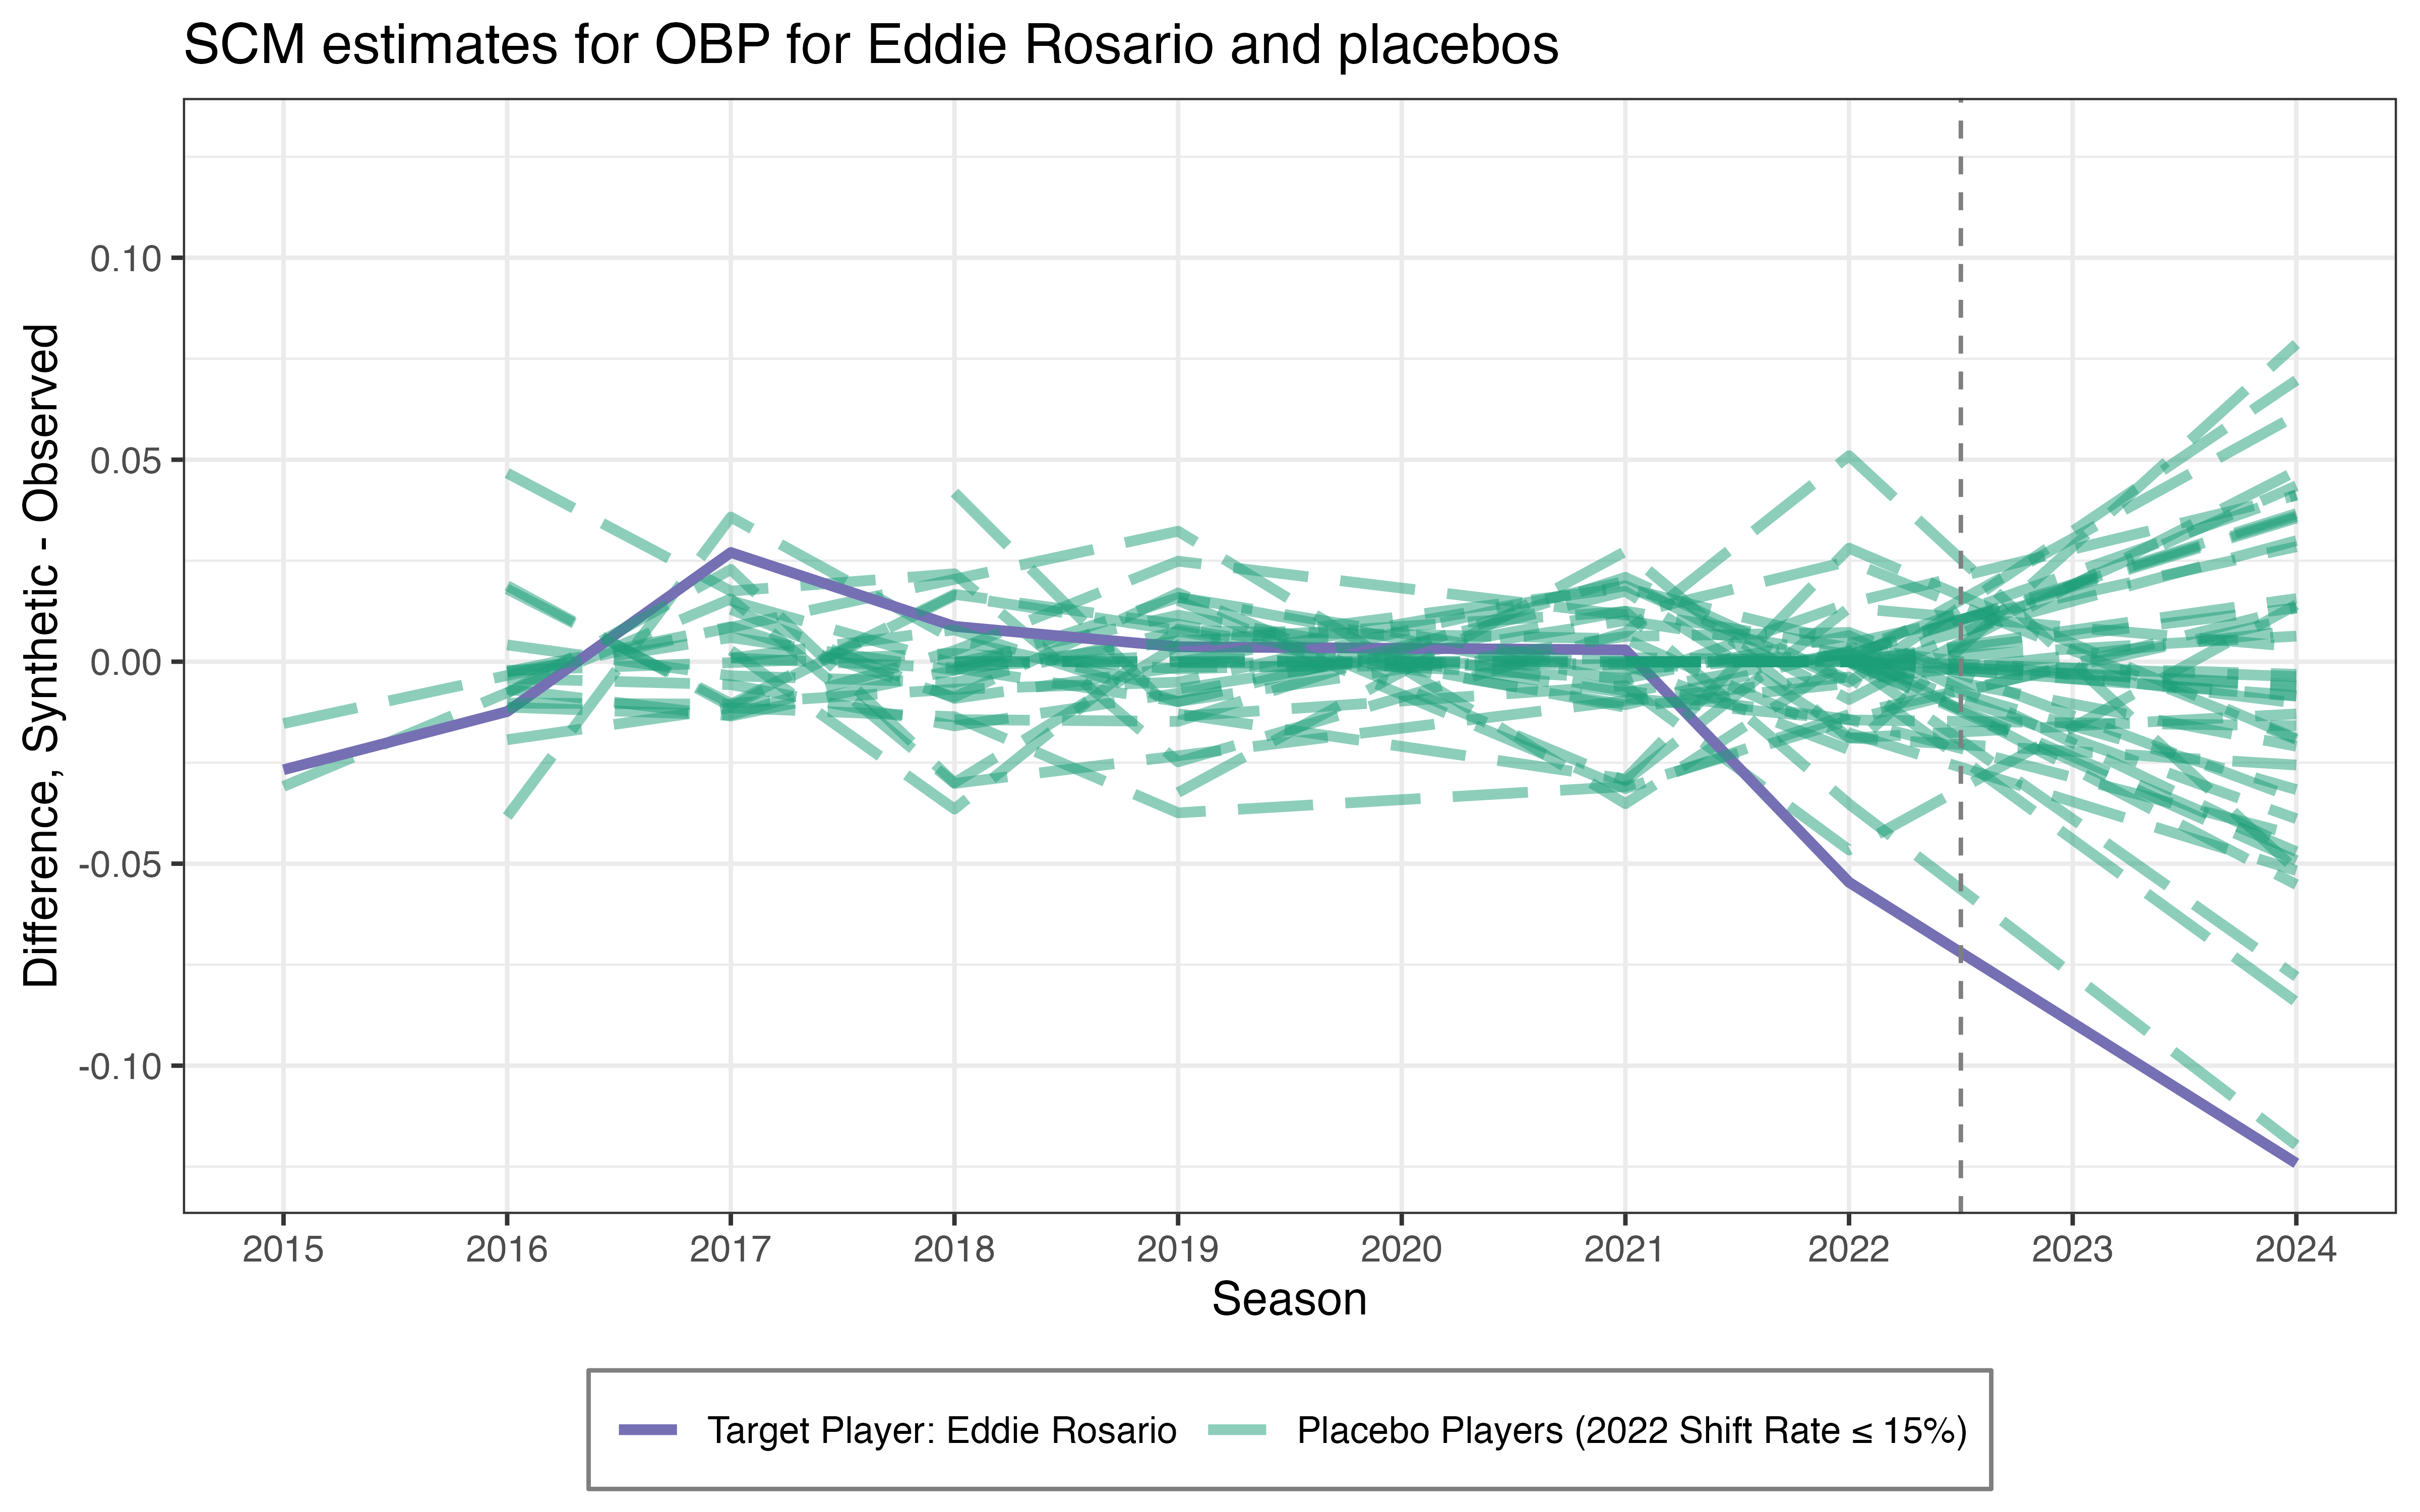 SCM estimates for OBP for Eddie Rosario and placebos
Difference, Synthetic - Observed
0.10
0.05
0.00
-0.05
-0.10
2015 2016 2017 2018 2019 2020 2021 2022 2023 2024
Season
Target Player: Eddie Rosario Placebo Players (2022 Shift Rate ≤ 15%)